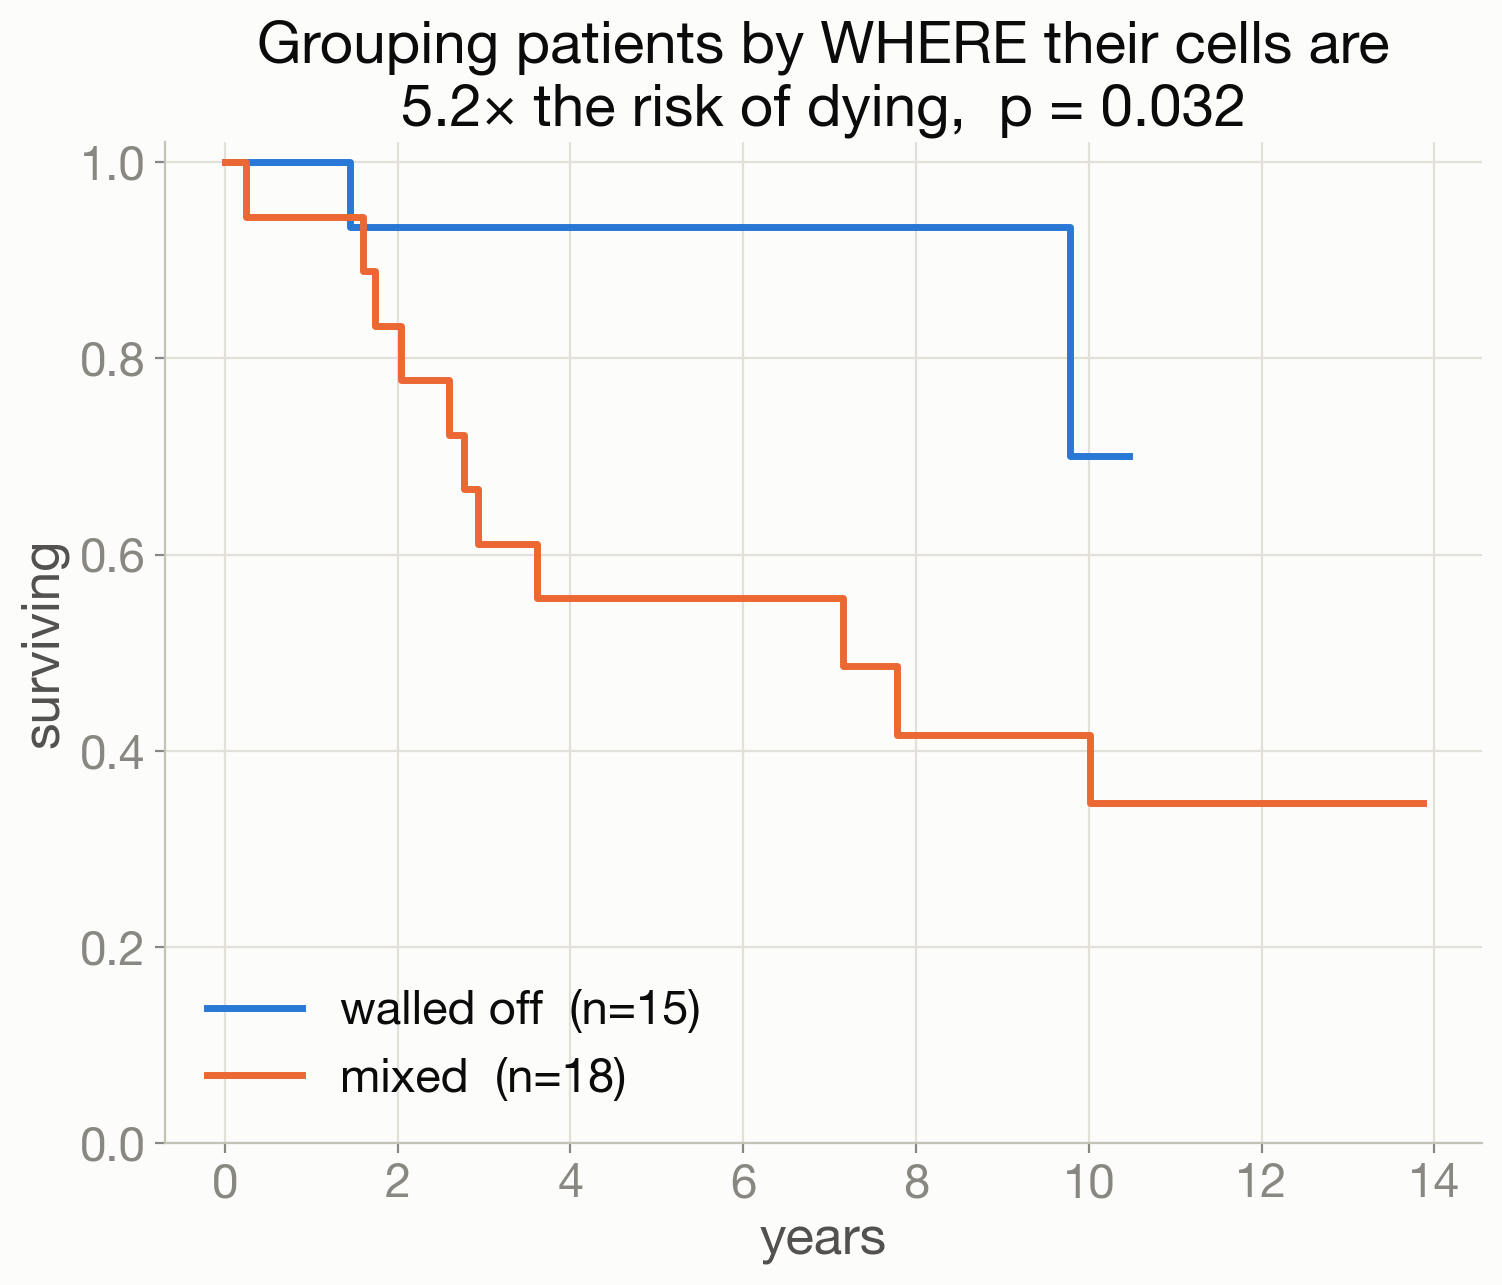 Grouping patients by WHERE their cells are
5.2× the risk of dying,  p = 0.032
1.0
0.8
0.6
0.4
0.2
0.0
surviving
walled off  (n=15)
mixed  (n=18)
0 2 4 6 8 10 12 14
years